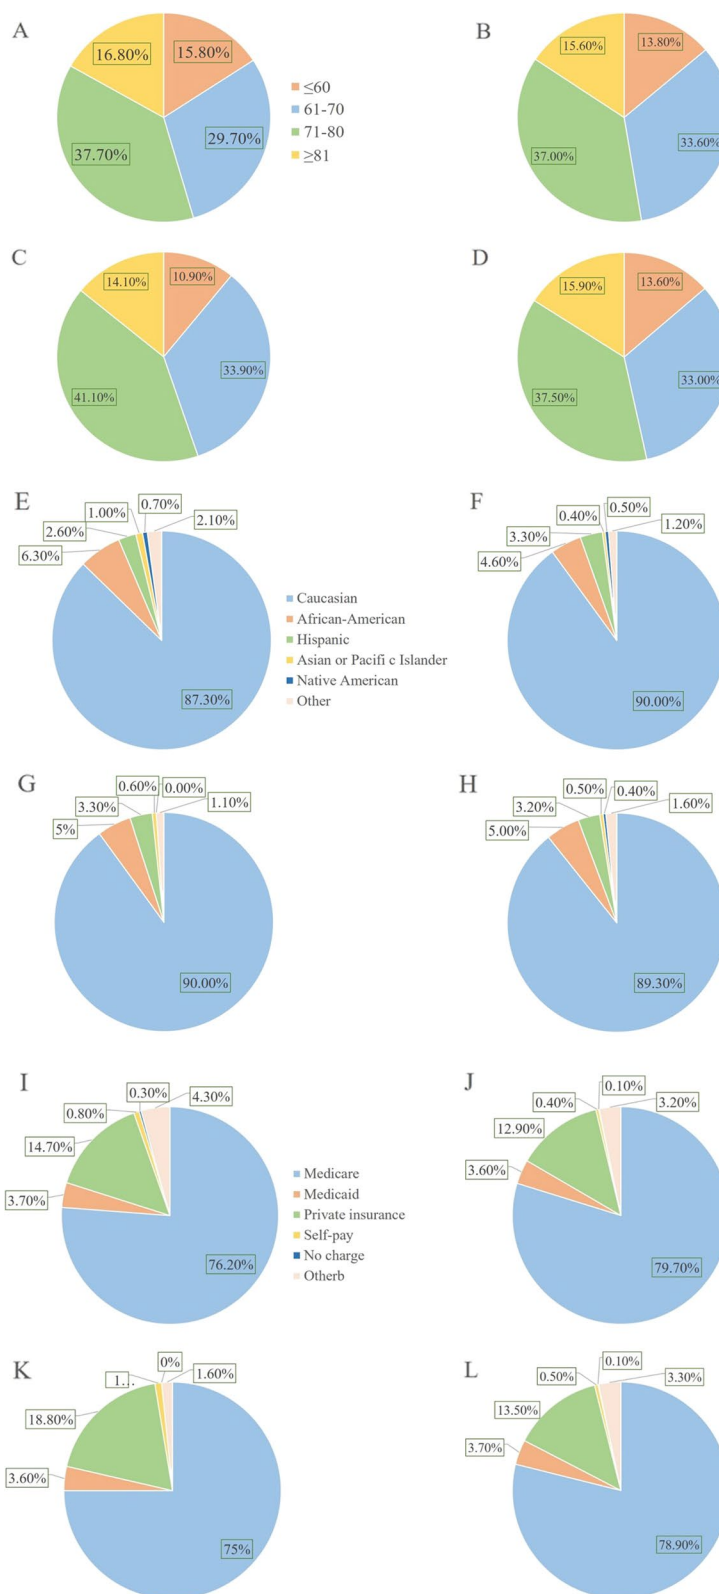 A
16.80%
15.80%
29.70%
37.70%
≤60
61-70
71-80
≥81
B
15.60%
13.80%
33.60%
37.00%
C
14.10%
10.90%
33.90%
41.10%
D
15.90%
13.60%
33.00%
37.50%
E
1.00%
0.70%
2.60%
2.10%
6.30%
87.30%
Caucasian
African-American
Hispanic
Asian or Pacifi c Islander
Native American
Other
F
0.50%
0.40%
3.30%
1.20%
4.60%
90.00%
G
0.60%
0.00%
3.30%
1.10%
5%
90.00%
H
0.50%
0.40%
3.20%
1.60%
5.00%
89.30%
I
0.30%
4.30%
0.80%
14.70%
3.70%
76.20%
Medicare
Medicaid
Private insurance
Self-pay
No charge
Otherb
J
0.10%
0.40%
3.20%
12.90%
3.60%
79.70%
K
0%
1.60%
1…
18.80%
3.60%
75%
L
0.10%
0.50%
3.30%
13.50%
3.70%
78.90%